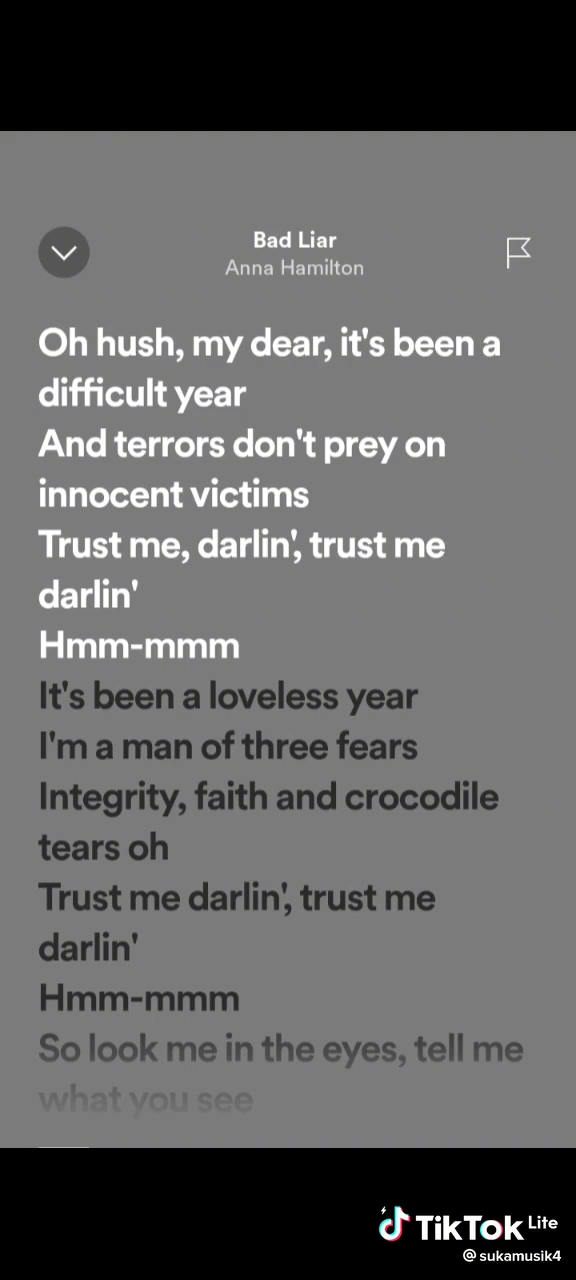 Bad Liar
Anna Hamilton
Oh hush, my dear, it's been a
difficult year
And terrors don't prey on
innocent victims
Trust me, darlin', trust me
darlin'
Hmm-mmm
It's been a loveless year
I'm a man of three fears
Integrity, faith and crocodile
tears oh
Trust me darlin', trust me
darlin'
Hmm-mmm
So look me in the eyes, tell me
what you see
TikTok Lite
@sukamusik4